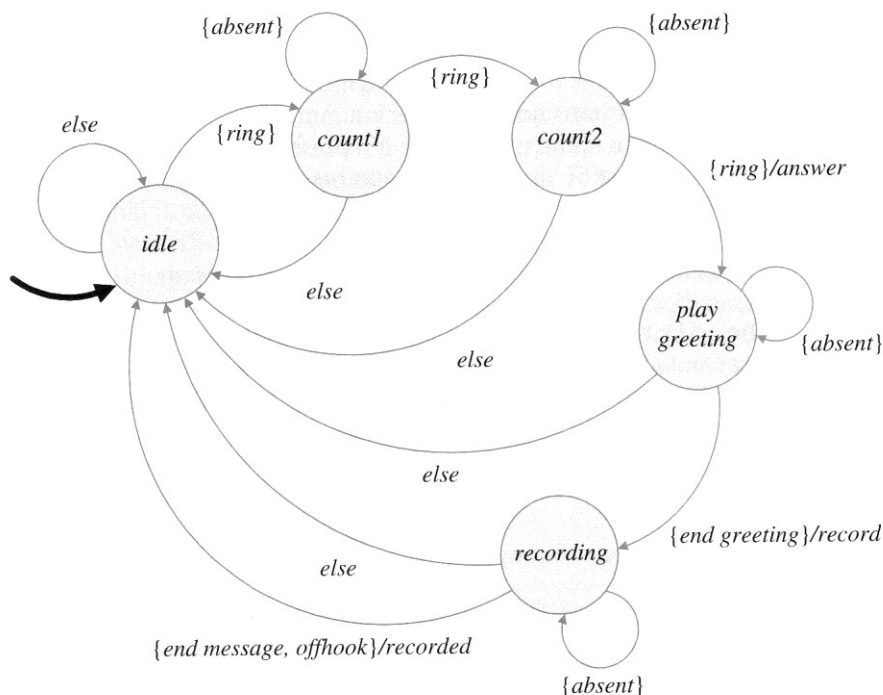 {absent}
{absent}
{ring}
else
{ring}
count1
count2
{ring}/answer
idle
else
play
greeting
{absent}
else
else
{end greeting}/record
recording
else
{end message, offhook}/recorded
{absent}